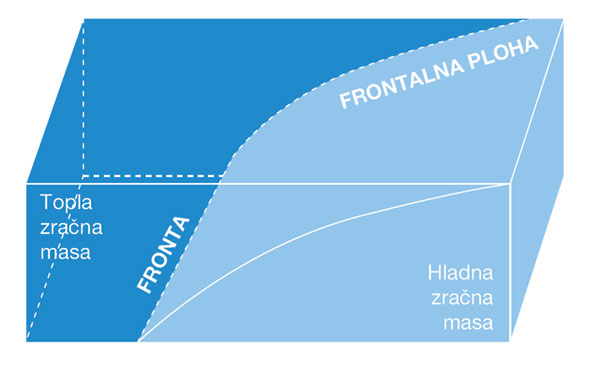 FRONTALNA PLOHA
Topla
zračna
masa
FRONTA
Hladna
zračna
masa